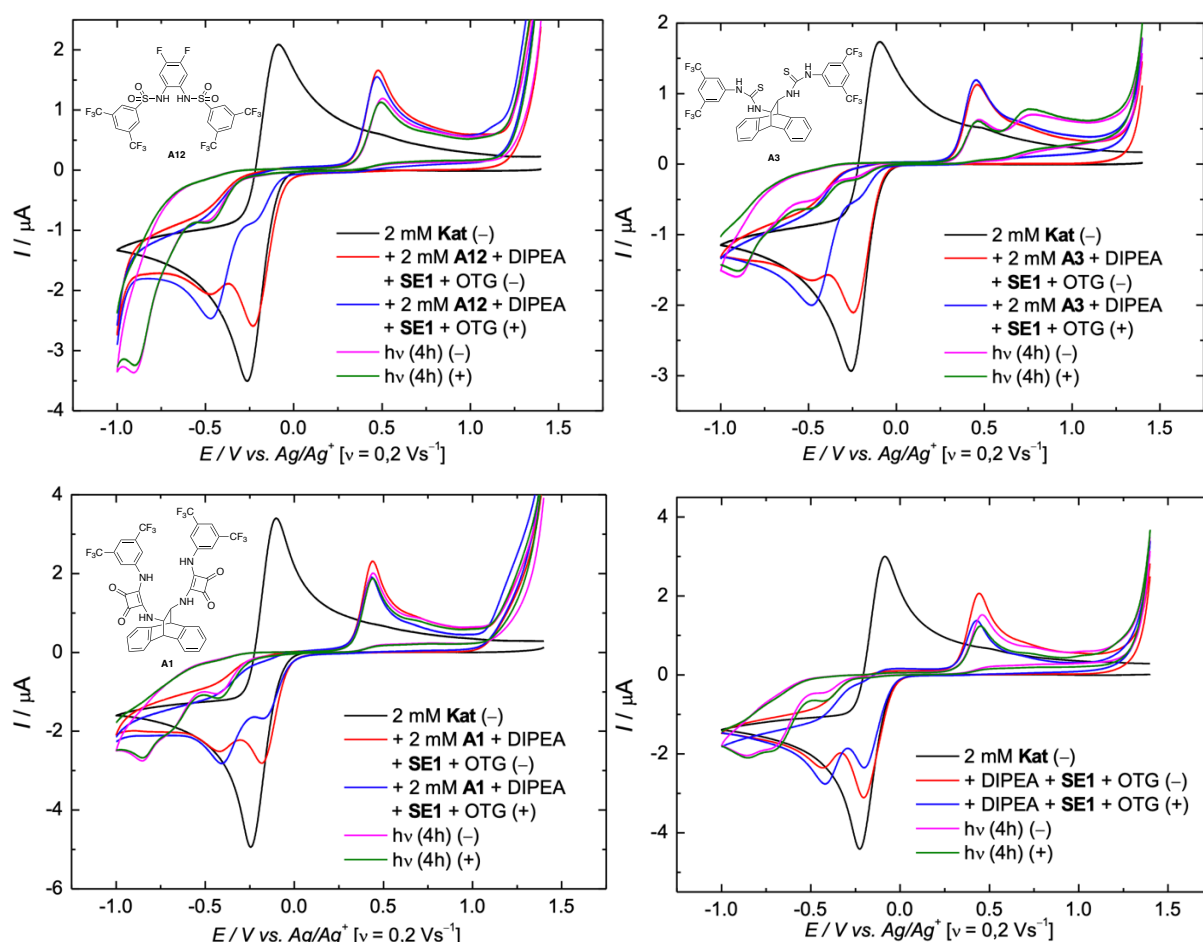 F
F
O
O
S
S
O
O
NH
HN
F3C
CF3
CF3
CF3
A12
I / µA
2
1
0
-1
-2
-3
-4
2 mM Kat (–)
+ 2 mM A12 + DIPEA
+ SE1 + OTG (–)
+ 2 mM A12 + DIPEA
+ SE1 + OTG (+)
hν (4h) (–)
hν (4h) (+)
-1.0 -0.5 0.0 0.5 1.0 1.5
E / V vs. Ag/Ag+ [ν = 0,2 Vs−1]
CF3
F3C
HN
S
HN
S
NH
HN
CF3
CF3
A3
I / µA
2
1
0
-1
-2
-3
2 mM Kat (–)
+ 2 mM A3 + DIPEA
+ SE1 + OTG (–)
+ 2 mM A3 + DIPEA
+ SE1 + OTG (+)
hν (4h) (–)
hν (4h) (+)
-1.0 -0.5 0.0 0.5 1.0 1.5
E / V vs. Ag/Ag+ [ν = 0,2 Vs−1]
CF3
F3C
CF3
CF3
NH
NH
O
O
O
O
HN
NH
A1
I / µA
4
2
0
-2
-4
-6
2 mM Kat (–)
+ 2 mM A1 + DIPEA
+ SE1 + OTG (–)
+ 2 mM A1 + DIPEA
+ SE1 + OTG (+)
hν (4h) (–)
hν (4h) (+)
-1.0 -0.5 0.0 0.5 1.0 1.5
E / V vs. Ag/Ag+ [ν = 0,2 Vs−1]
I / µA
4
2
0
-2
-4
2 mM Kat (–)
+ DIPEA + SE1 + OTG (–)
+ DIPEA + SE1 + OTG (+)
hν (4h) (–)
hν (4h) (+)
-1.0 -0.5 0.0 0.5 1.0 1.5
E / V vs. Ag/Ag+ [ν = 0,2 Vs−1]